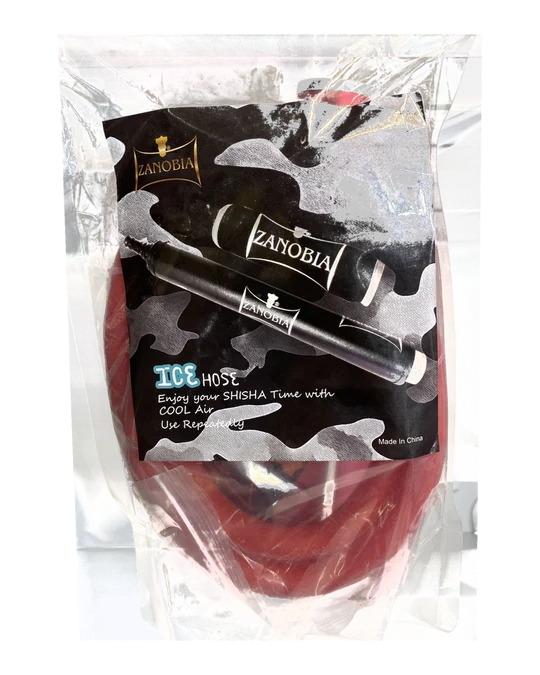 ZANOBIA
ZANOBIA
ZANOBIA
ICE HOSE
Enjoy your SHISHA Time with
COOL Air
Use Repeatedly
Made In China